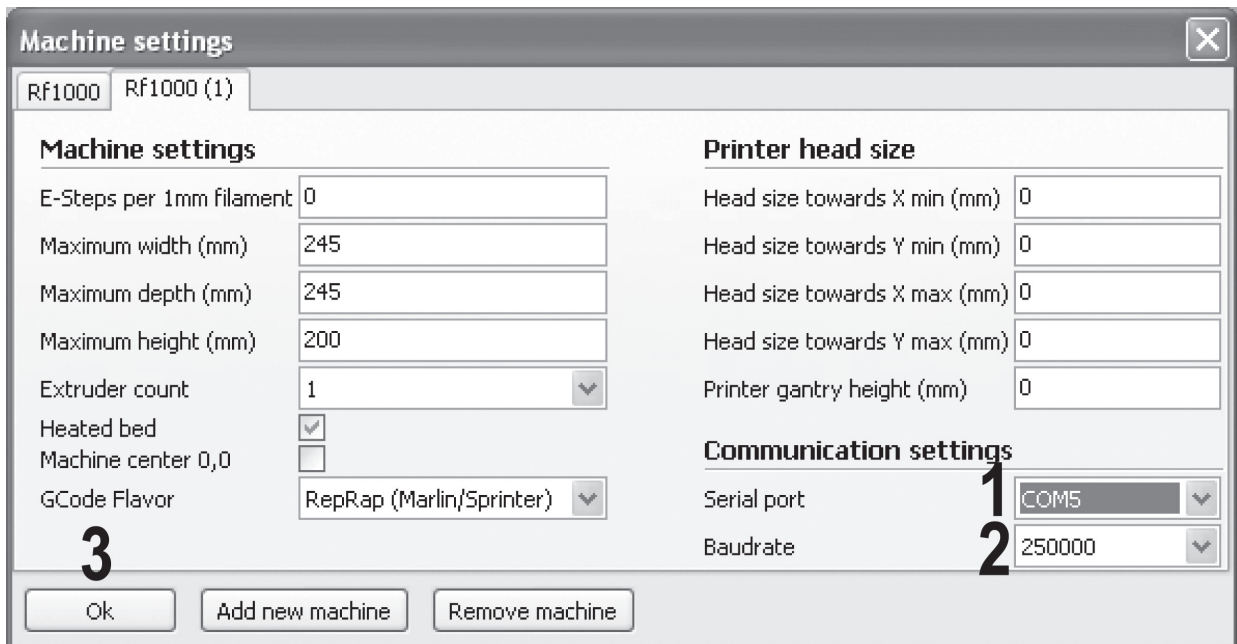 Machine settings
Rf1000
Rf1000 (1)
Machine settings
E-Steps per 1mm filament 0
Maximum width (mm) 245
Maximum depth (mm) 245
Maximum height (mm) 200
Extruder count 1
Heated bed
Machine center 0,0
GCode Flavor RepRap (Marlin/Sprinter)
Printer head size
Head size towards X min (mm) 0
Head size towards Y min (mm) 0
Head size towards X max (mm) 0
Head size towards Y max (mm) 0
Printer gantry height (mm) 0
Communication settings
Serial port 1 COM5
Baudrate 2 250000
3
Ok
Add new machine
Remove machine